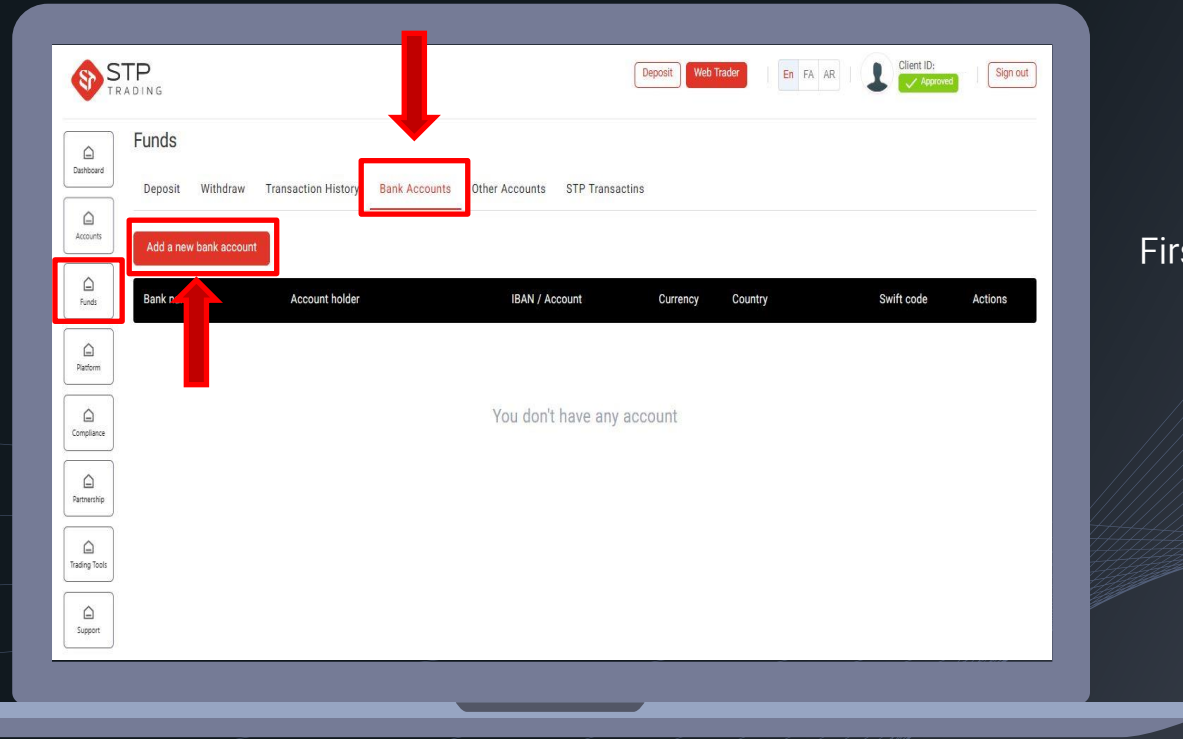 STP
TRADING
Deposit
Web Trader
En FA AR
Client ID:
Approved
Sign out
Funds
Deposit Withdraw Transaction History Bank Accounts Other Accounts STP Transactins
Add a new bank account
Bank Account holder IBAN / Account Currency Country Swift code Actions
You don't have any account
Dashboard
Accounts
Funds
Platform
Compliance
Partnership
Trading Tools
Support